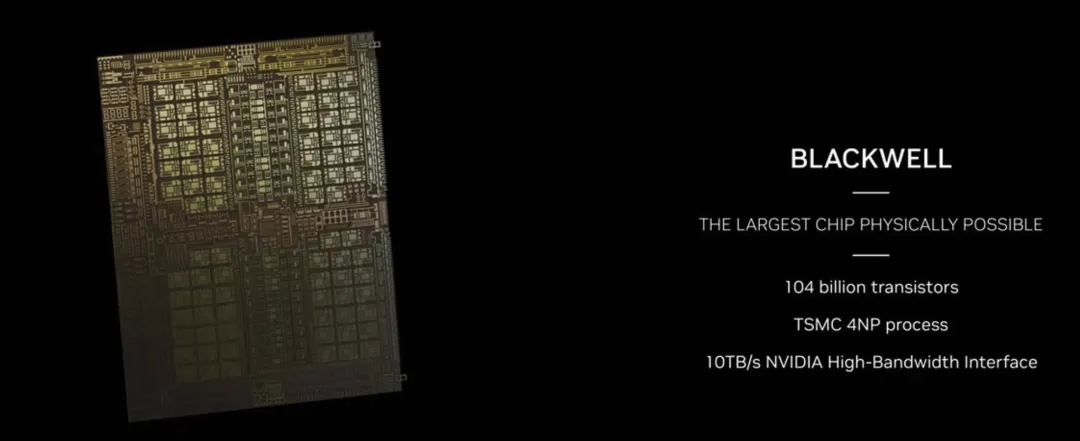 BLACKWELL
THE LARGEST CHIP PHYSICALLY POSSIBLE
104 billion transistors
TSMC 4NP process
10TB/s NVIDIA High-Bandwidth Interface